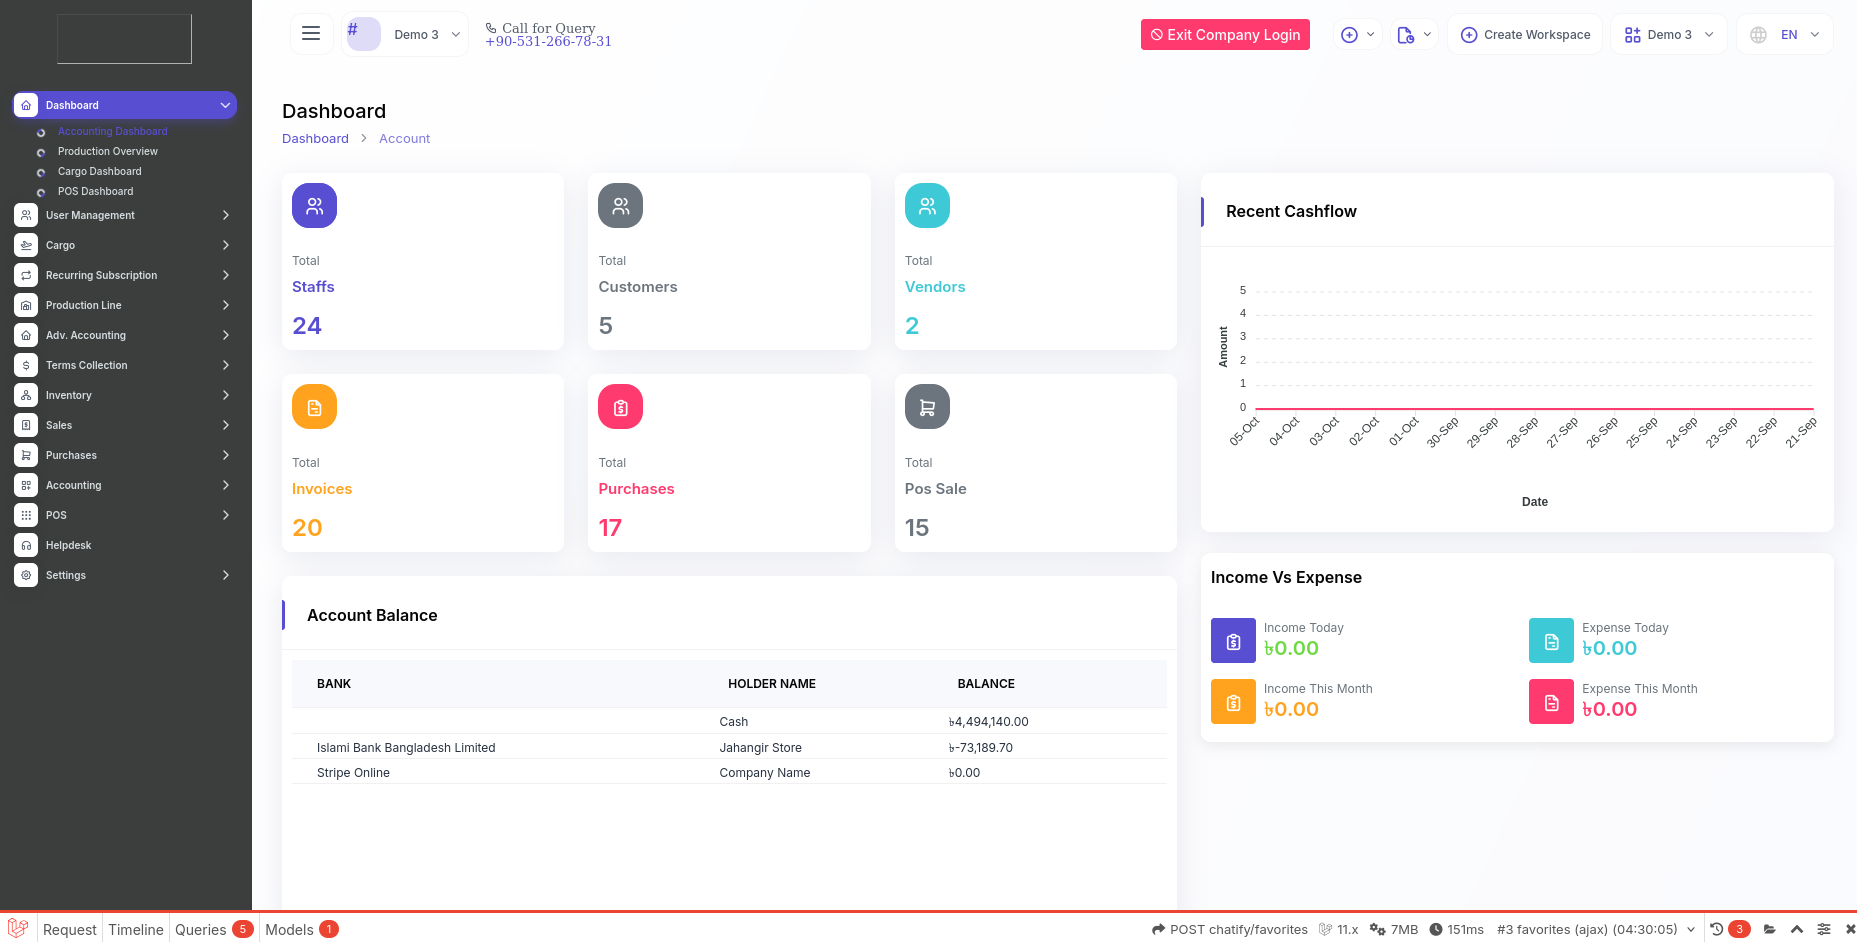 # Demo 3
Call for Query
+90-531-266-78-31
Exit Company Login
Create Workspace
Demo 3
EN
Dashboard
Accounting Dashboard
Production Overview
Cargo Dashboard
POS Dashboard
User Management
Cargo
Recurring Subscription
Production Line
Adv. Accounting
Terms Collection
Inventory
Sales
Purchases
Accounting
POS
Helpdesk
Settings
Dashboard
Dashboard > Account
Total
Staffs
24
Total
Customers
5
Total
Vendors
2
Total
Invoices
20
Total
Purchases
17
Total
Pos Sale
15
Account Balance
BANK HOLDER NAME BALANCE
Cash ৳4,494,140.00
Islami Bank Bangladesh Limited Jahangir Store ৳-73,189.70
Stripe Online Company Name ৳0.00
Recent Cashflow
Amount
5
4
3
2
1
0
05-Oct 04-Oct 03-Oct 02-Oct 01-Oct 30-Sep 29-Sep 28-Sep 27-Sep 26-Sep 25-Sep 24-Sep 23-Sep 22-Sep 21-Sep
Date
Income Vs Expense
Income Today
৳0.00
Expense Today
৳0.00
Income This Month
৳0.00
Expense This Month
৳0.00
Request Timeline Queries 5 Models 1 POST chatify/favorites 11.x 7MB 151ms #3 favorites (ajax) (04:30:05) 3